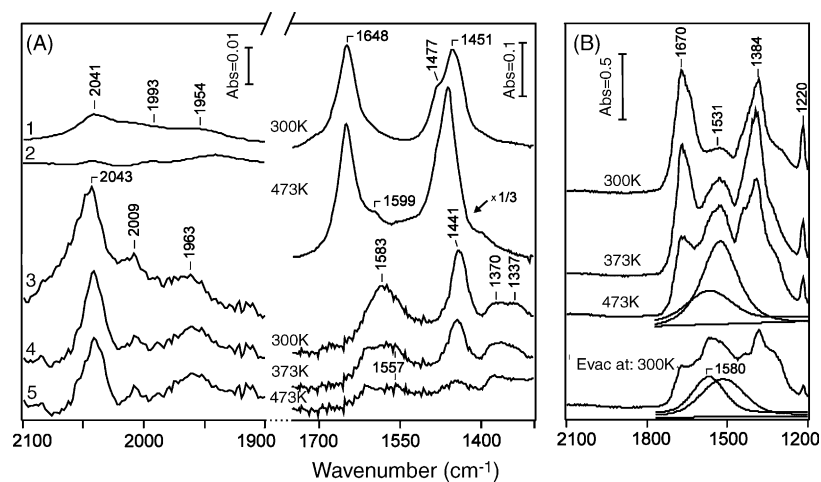 (A)
Abs=0.01
2041
1993
1954
1
2
2043
2009
1963
3
4
5
1648
1477
1451
Abs=0.1
300K
473K
1599
x1/3
1583
1441
1370
1337
300K
373K
1557
473K
2100
2000
1900
1700
1550
1400
(B)
Abs=0.5
1670
1531
1384
1220
300K
373K
473K
Evac at: 300K
1580
2100
1800
1500
1200
Wavenumber (cm⁻¹)